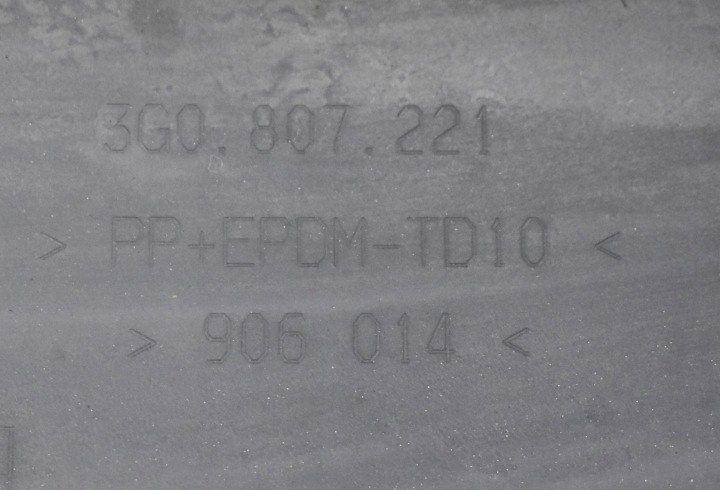 3G0.807.221
> PP+EPDM-TD10 <
> 906 014 <